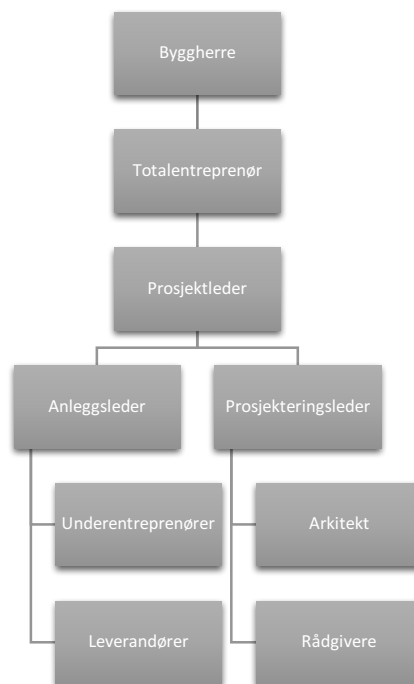 Byggherre
Totalentreprenør
Prosjektleder
Anleggsleder
Prosjekteringsleder
Underentreprenører
Arkitekt
Leverandører
Rådgivere